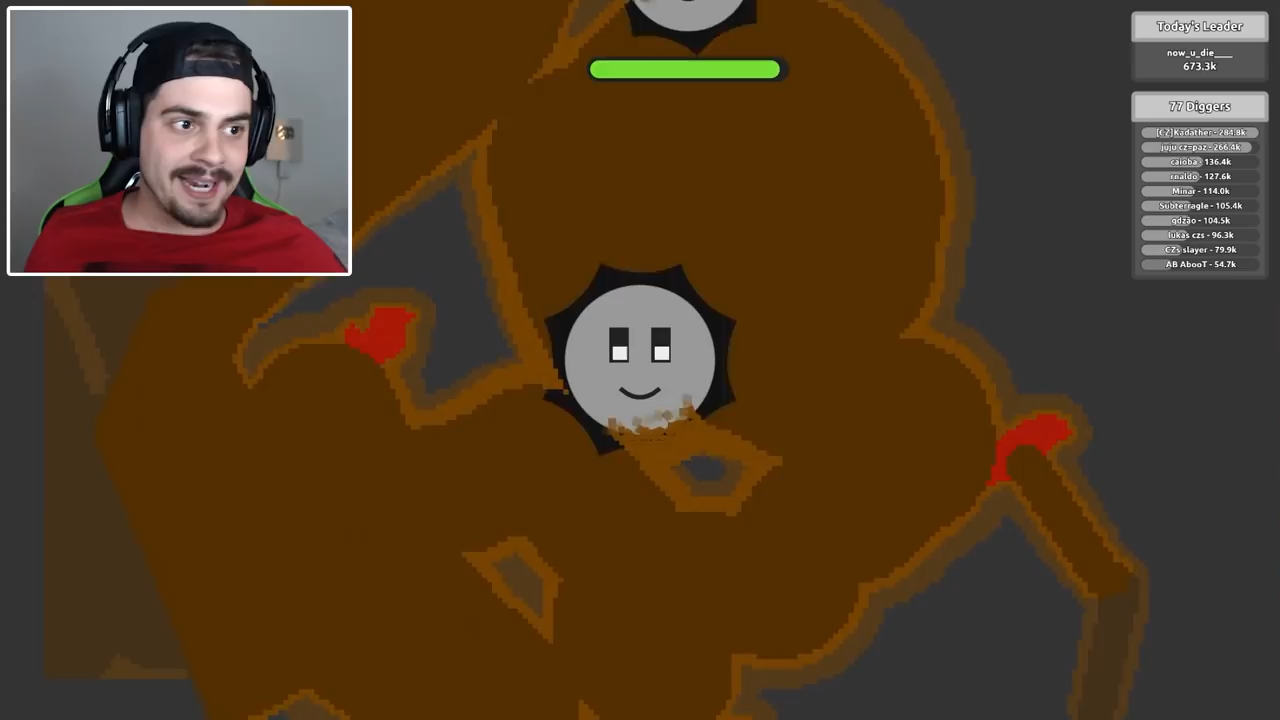 Today's Leader
now_u_die____
673.3k
77 Diggers
[CZ]Kadather - 284.8k
juju cz=paz - 266.4k
caioba - 136.4k
rnaldo - 127.6k
Minar - 114.0k
Subterragle - 105.4k
gdzao - 104.5k
lukas czs - 96.3k
CZs slayer - 79.9k
AB AbooT - 54.7k